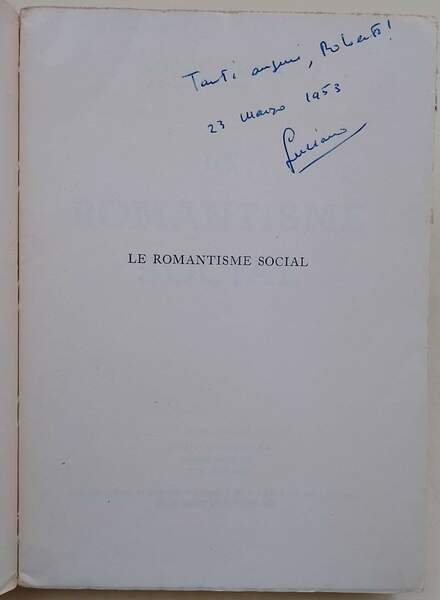 Tanti auguri, Roberto!
23 Marzo 1953
Luciano
LE ROMANTISME SOCIAL